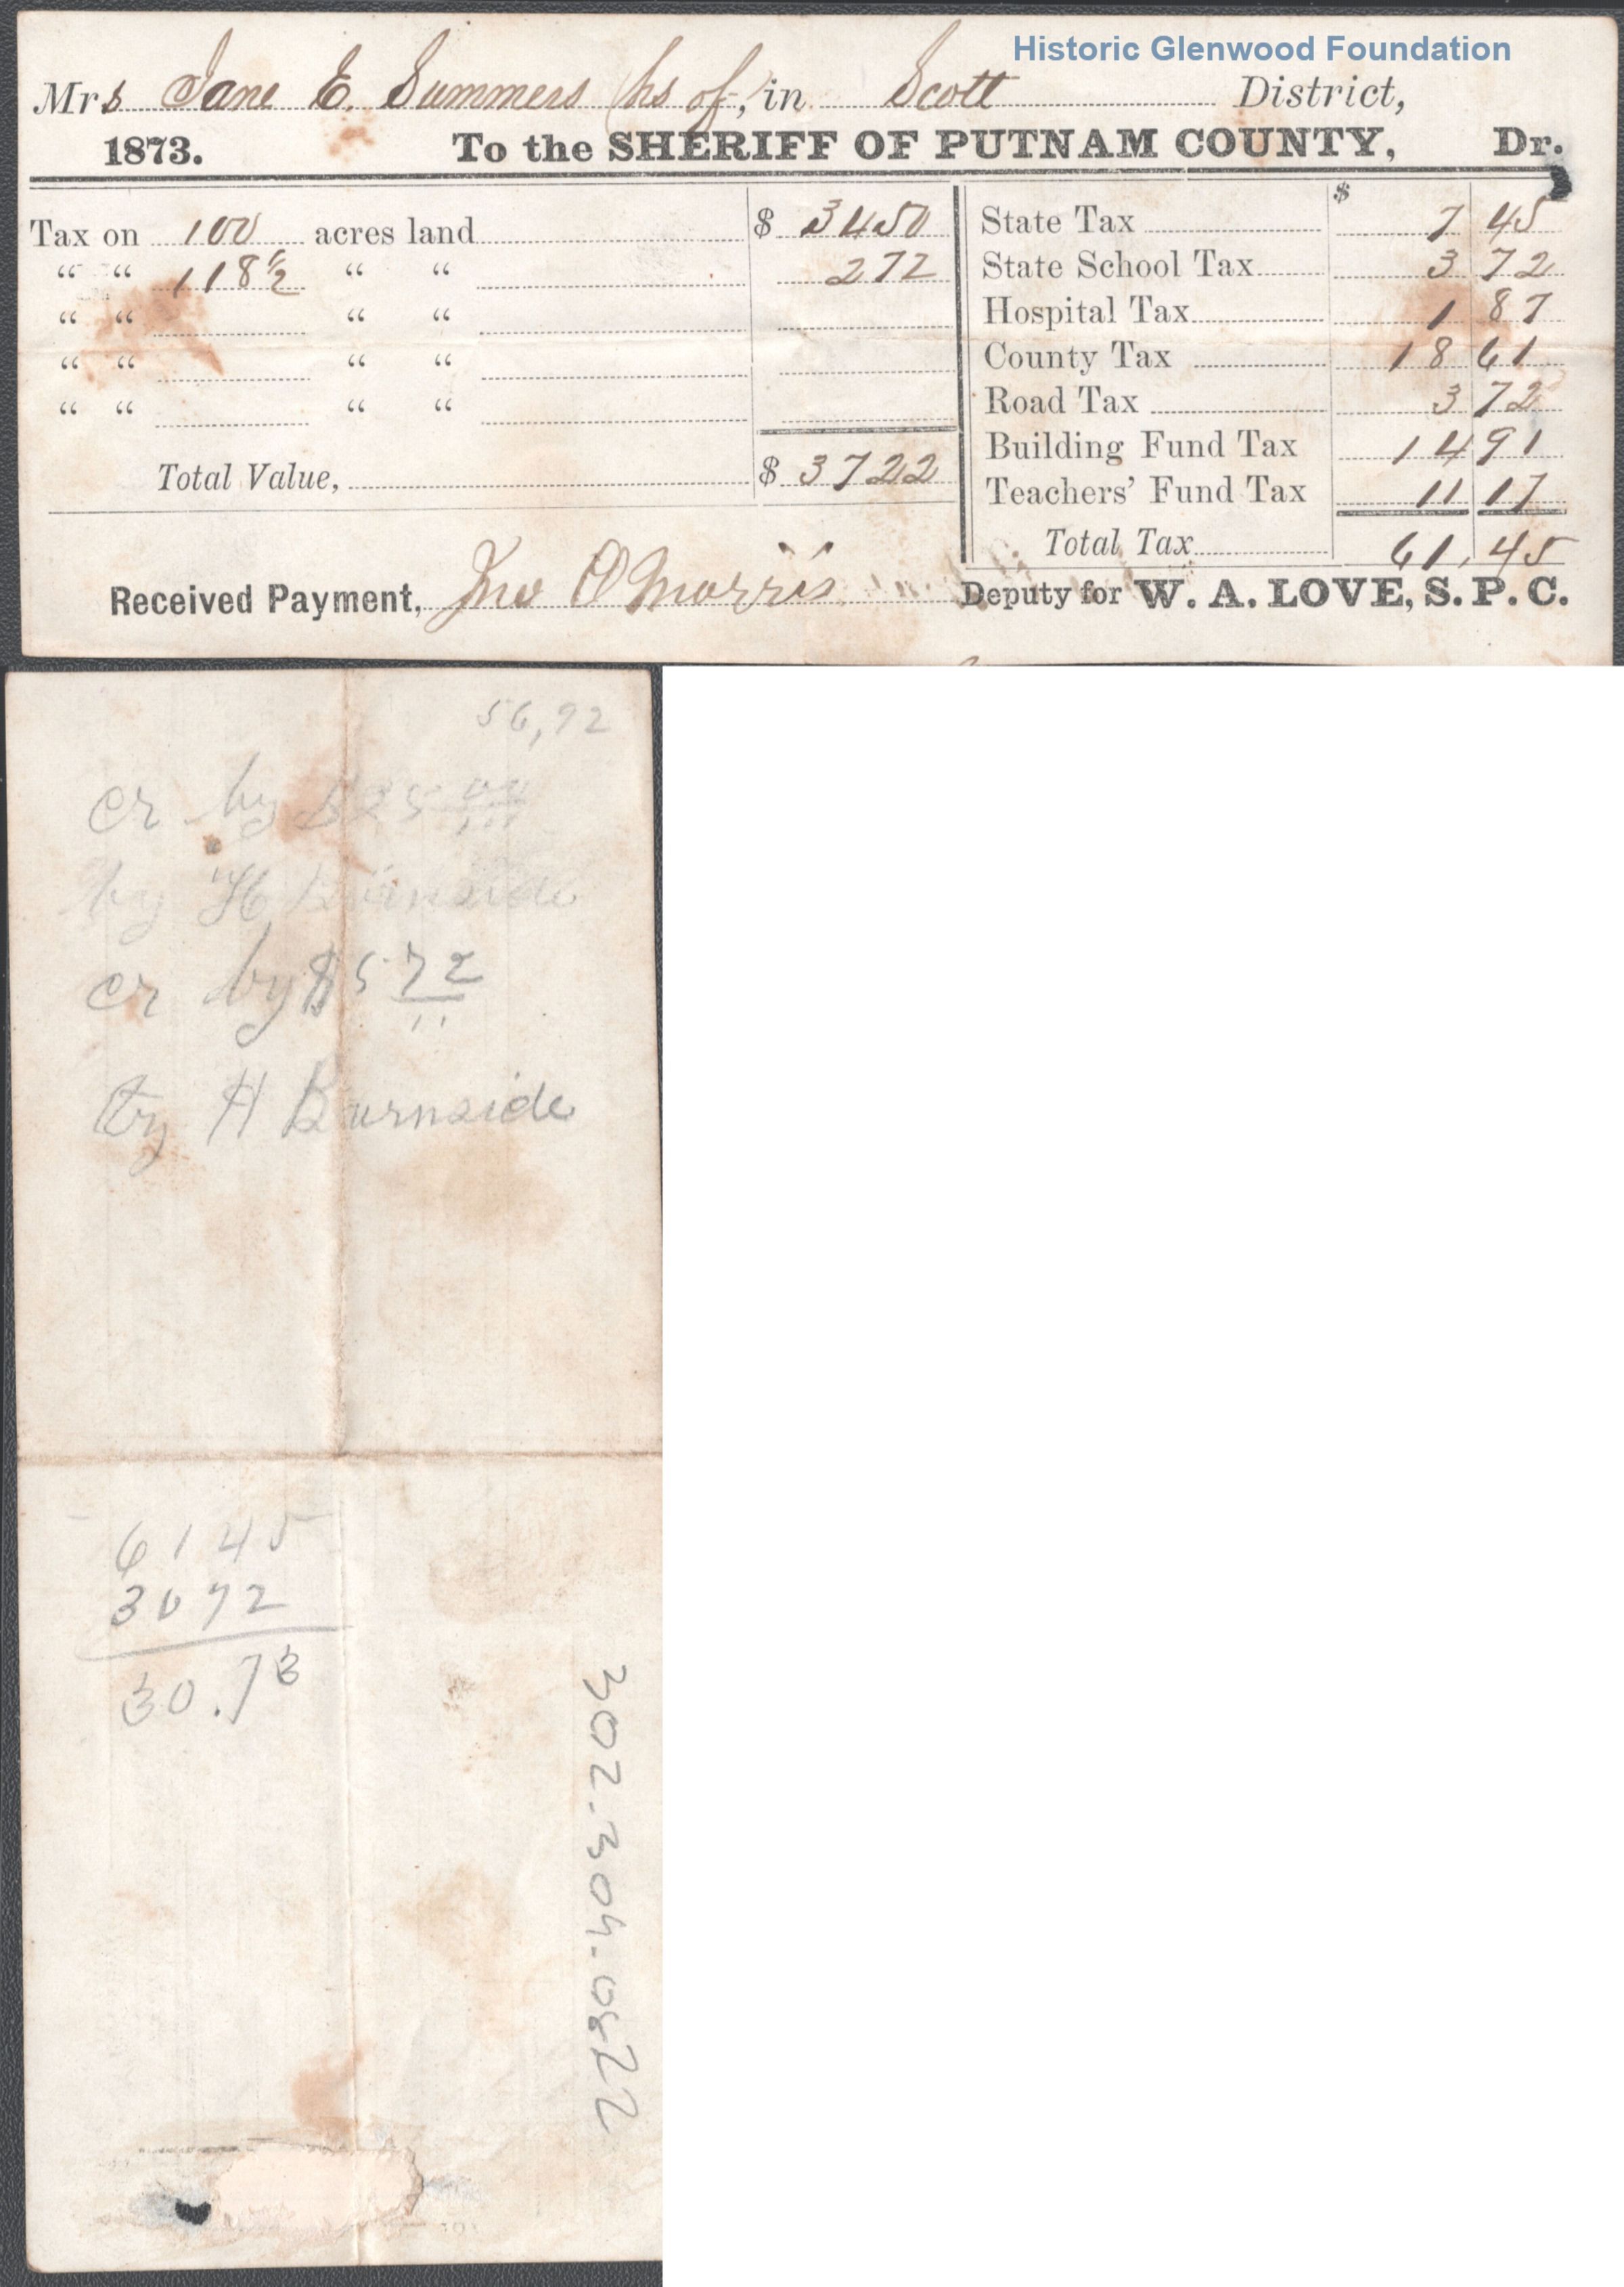 Historic Glenwood Foundation
Mrs Jane E. Summers hs of, in Scott District,
1873. To the SHERIFF OF PUTNAM COUNTY, Dr.
Tax on 100 acres land $ 3450
“ “ 118½ “ “ 272
“ “ “ “
“ “ “ “
“ “ “ “
Total Value, $ 3722
$
State Tax 7 45
State School Tax 3 72
Hospital Tax 1 87
County Tax 18 61
Road Tax 3 72
Building Fund Tax 14 91
Teachers' Fund Tax 11 17
Total Tax 61,45
Received Payment, Jno O Morris Deputy for W. A. LOVE, S. P. C.
56,92
cr by $25
by H Burnside
cr by $5 72
by H Burnside
6145
3072
30.73
302-304-0822